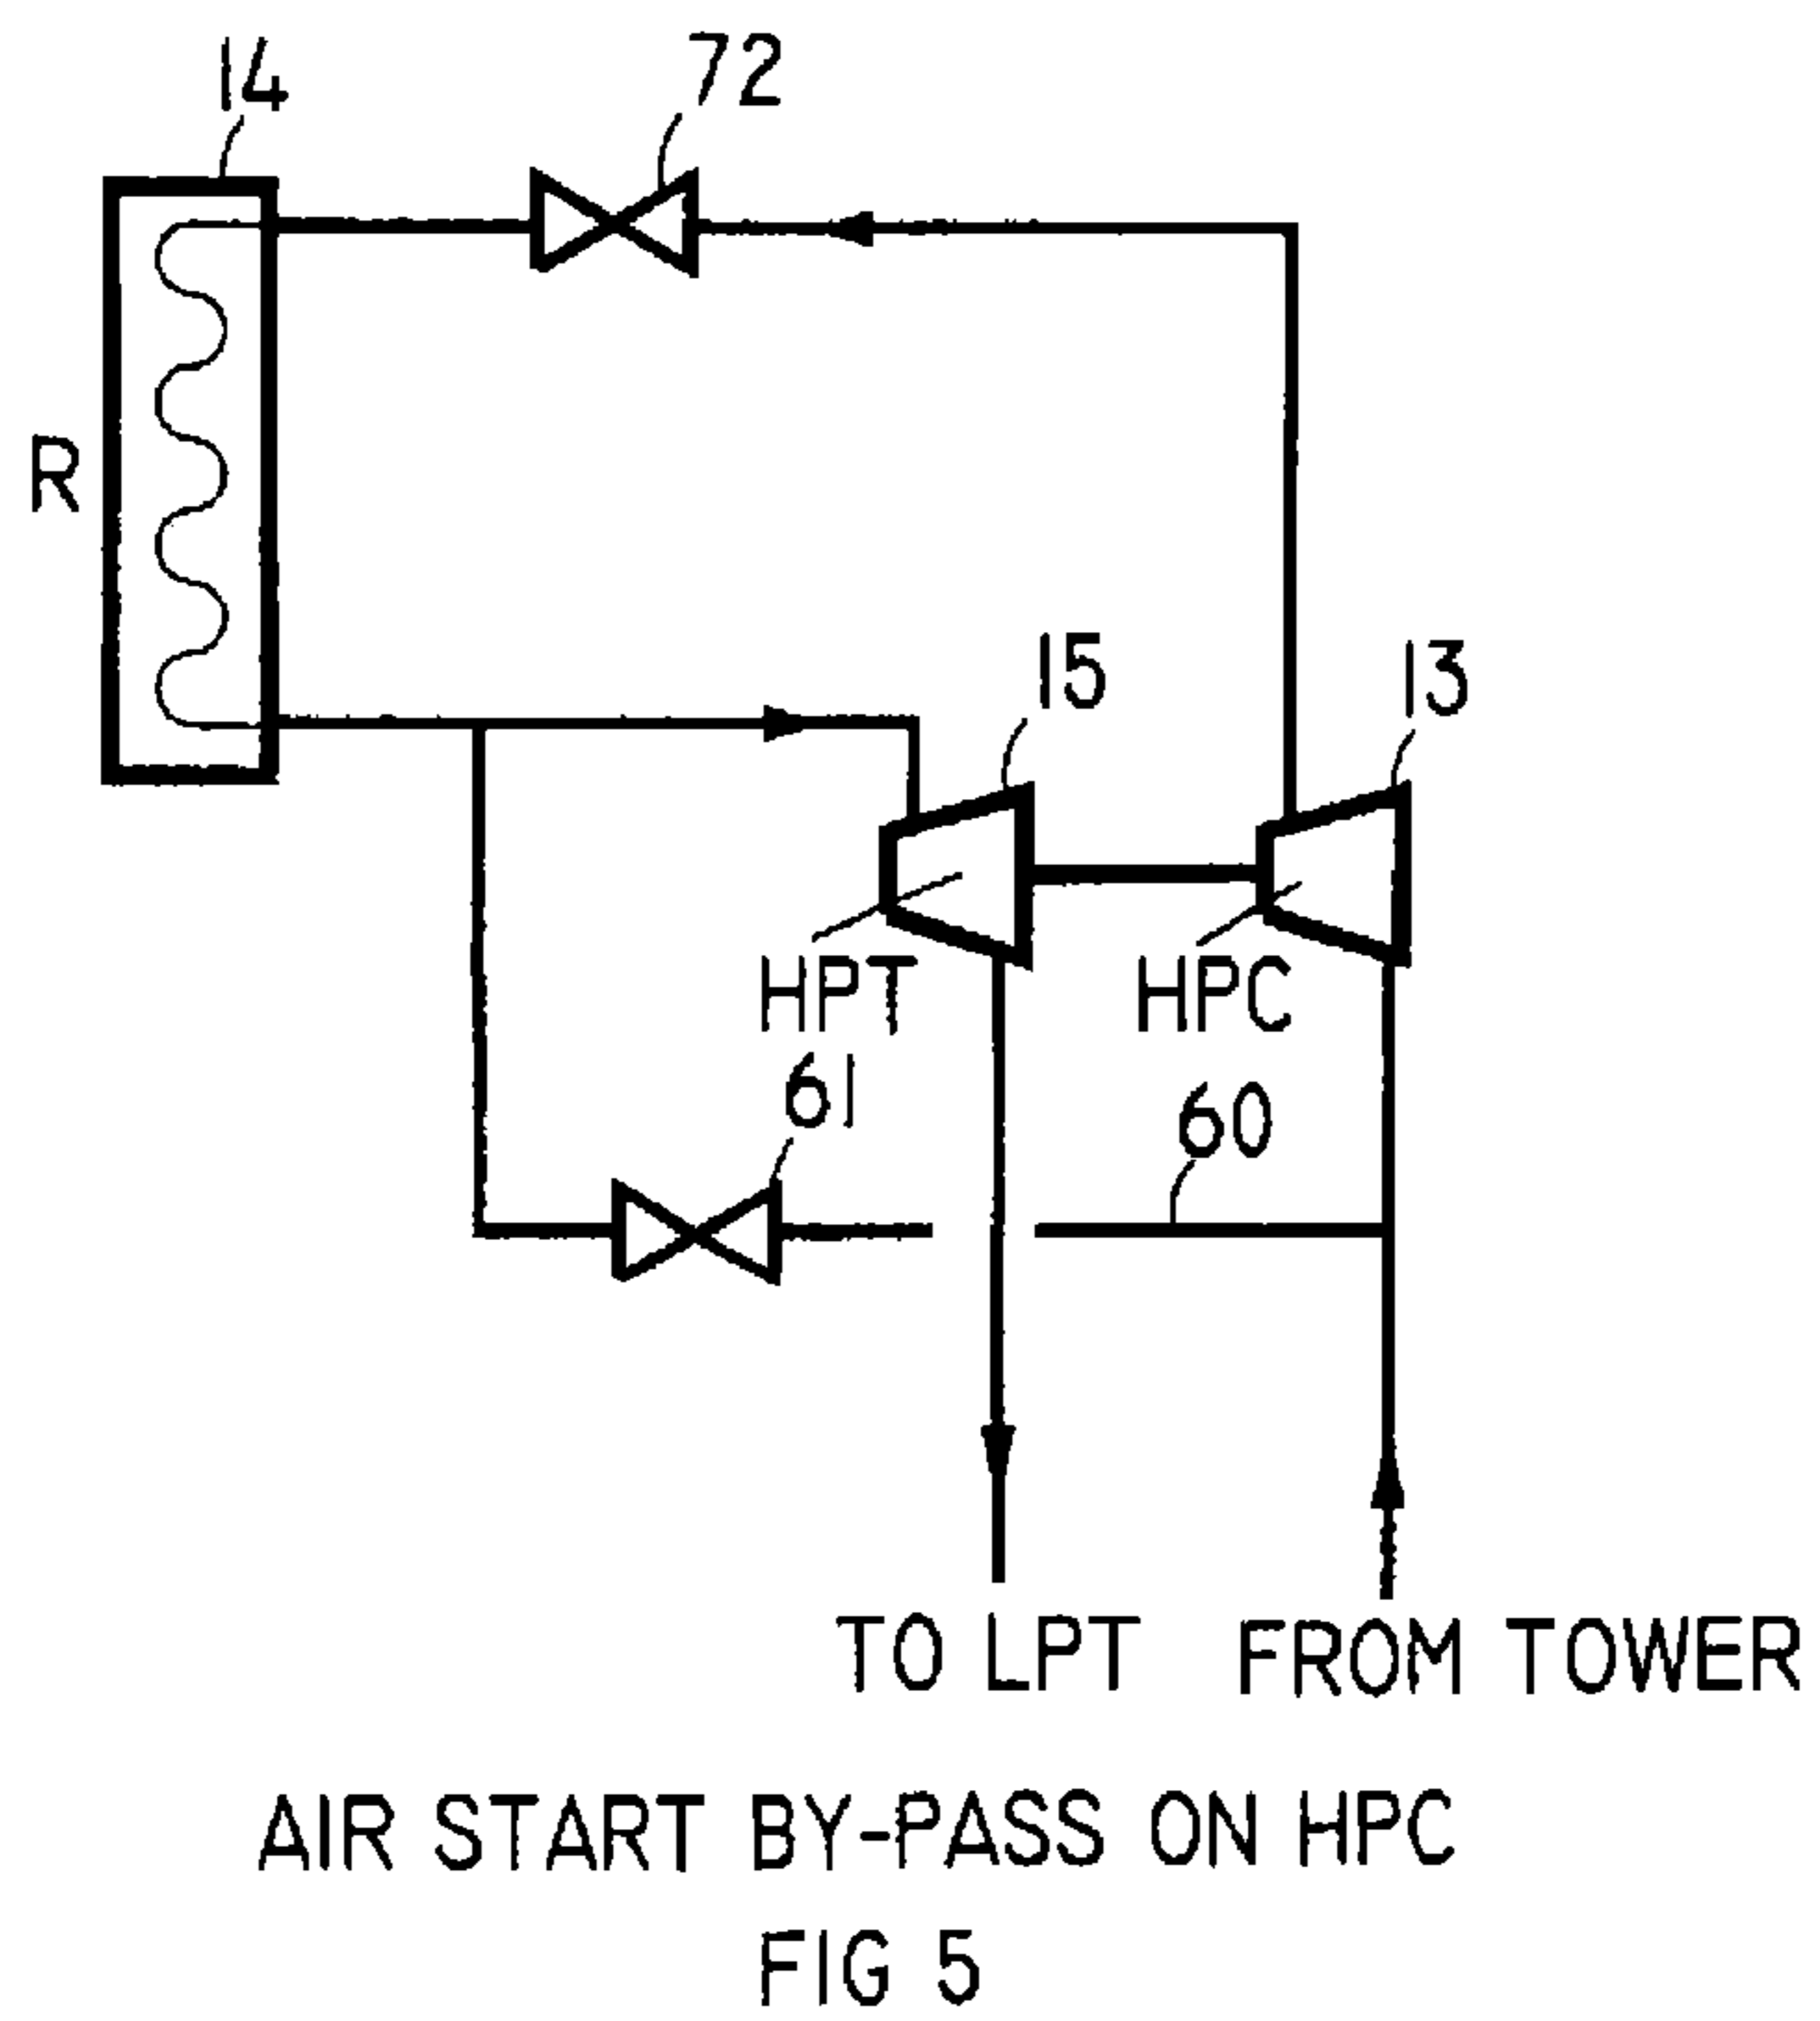 14
72
R
15
13
HPT
HPC
61
60
TO LPT
FROM TOWER
AIR START BY-PASS ON HPC
FIG 5